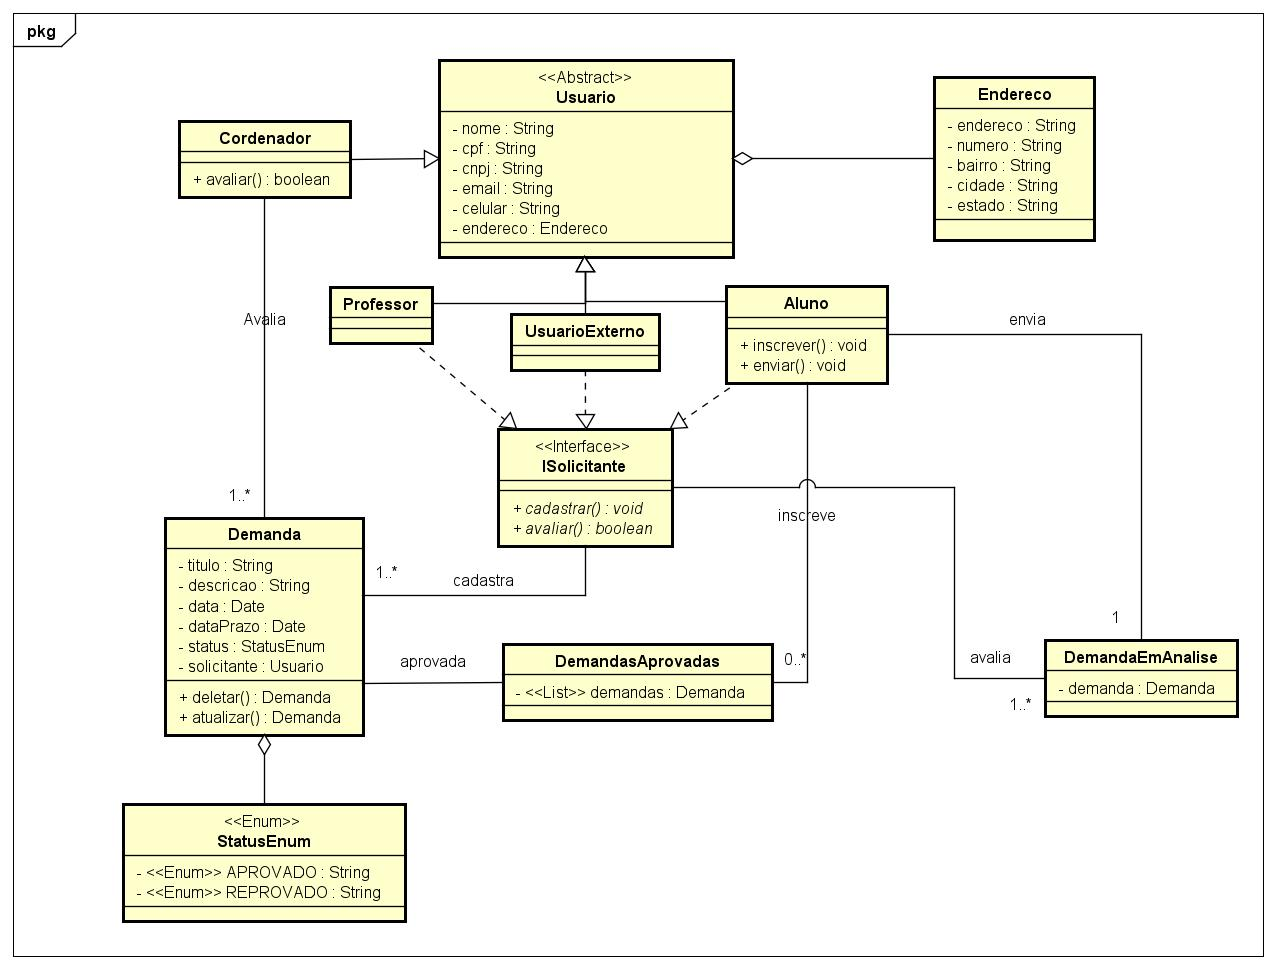 pkg
<<Abstract>>
Usuario
- nome : String
- cpf : String
- cnpj : String
- email : String
- celular : String
- endereco : Endereco
Endereco
- endereco : String
- numero : String
- bairro : String
- cidade : String
- estado : String
Cordenador
+ avaliar() : boolean
Professor
UsuarioExterno
Aluno
+ inscrever() : void
+ enviar() : void
Avalia
envia
<<Interface>>
ISolicitante
+ cadastrar() : void
+ avaliar() : boolean
1..*
inscreve
Demanda
- titulo : String
- descricao : String
- data : Date
- dataPrazo : Date
- status : StatusEnum
- solicitante : Usuario
+ deletar() : Demanda
+ atualizar() : Demanda
1..*
cadastra
aprovada
DemandasAprovadas
- <<List>> demandas : Demanda
0..*
1
avalia
1..*
DemandaEmAnalise
- demanda : Demanda
<<Enum>>
StatusEnum
- <<Enum>> APROVADO : String
- <<Enum>> REPROVADO : String